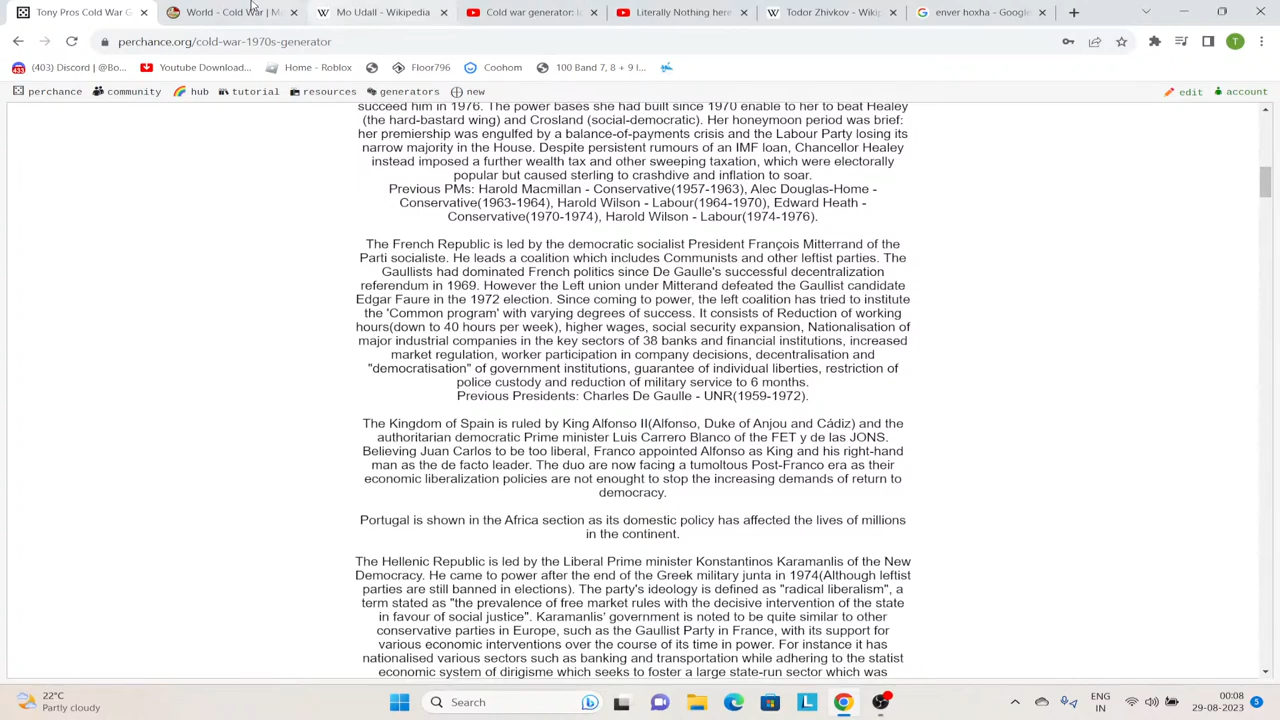 Tony Pros Cold War G
World - Cold War | M
Mo Udall - Wikipedia
Cold War generator: l
Literally Nothing here
Todor Zhivkov - Wikip
enver hoxha - Google
perchance.org/cold-war-1970s-generator
(403) Discord | @Bo...
Youtube Download...
Home - Roblox
Floor796
Coohom
100 Band 7, 8 + 9 I...
perchance
community
hub
tutorial
resources
generators
new
edit
account
succeed him in 1976. The power bases she had built since 1970 enable to her to beat Healey
(the hard-bastard wing) and Crosland (social-democratic). Her honeymoon period was brief:
her premiership was engulfed by a balance-of-payments crisis and the Labour Party losing its
narrow majority in the House. Despite persistent rumours of an IMF loan, Chancellor Healey
instead imposed a further wealth tax and other sweeping taxation, which were electorally
popular but caused sterling to crashdive and inflation to soar.
Previous PMs: Harold Macmillan - Conservative(1957-1963), Alec Douglas-Home -
Conservative(1963-1964), Harold Wilson - Labour(1964-1970), Edward Heath -
Conservative(1970-1974), Harold Wilson - Labour(1974-1976).
The French Republic is led by the democratic socialist President François Mitterrand of the
Parti socialiste. He leads a coalition which includes Communists and other leftist parties. The
Gaullists had dominated French politics since De Gaulle's successful decentralization
referendum in 1969. However the Left union under Mitterand defeated the Gaullist candidate
Edgar Faure in the 1972 election. Since coming to power, the left coalition has tried to institute
the 'Common program' with varying degrees of success. It consists of Reduction of working
hours(down to 40 hours per week), higher wages, social security expansion, Nationalisation of
major industrial companies in the key sectors of 38 banks and financial institutions, increased
market regulation, worker participation in company decisions, decentralisation and
"democratisation" of government institutions, guarantee of individual liberties, restriction of
police custody and reduction of military service to 6 months.
Previous Presidents: Charles De Gaulle - UNR(1959-1972).
The Kingdom of Spain is ruled by King Alfonso II(Alfonso, Duke of Anjou and Cádiz) and the
authoritarian democratic Prime minister Luis Carrero Blanco of the FET y de las JONS.
Believing Juan Carlos to be too liberal, Franco appointed Alfonso as King and his right-hand
man as the de facto leader. The duo are now facing a tumoltous Post-Franco era as their
economic liberalization policies are not enought to stop the increasing demands of return to
democracy.
Portugal is shown in the Africa section as its domestic policy has affected the lives of millions
in the continent.
The Hellenic Republic is led by the Liberal Prime minister Konstantinos Karamanlis of the New
Democracy. He came to power after the end of the Greek military junta in 1974(Although leftist
parties are still banned in elections). The party's ideology is defined as "radical liberalism", a
term stated as "the prevalence of free market rules with the decisive intervention of the state
in favour of social justice". Karamanlis' government is noted to be quite similar to other
conservative parties in Europe, such as the Gaullist Party in France, with its support for
various economic interventions over the course of its time in power. For instance it has
nationalised various sectors such as banking and transportation while adhering to the statist
economic system of dirigisme which seeks to foster a large state-run sector which was
22°C
Partly cloudy
Search
ENG
IN
00:08
29-08-2023
5